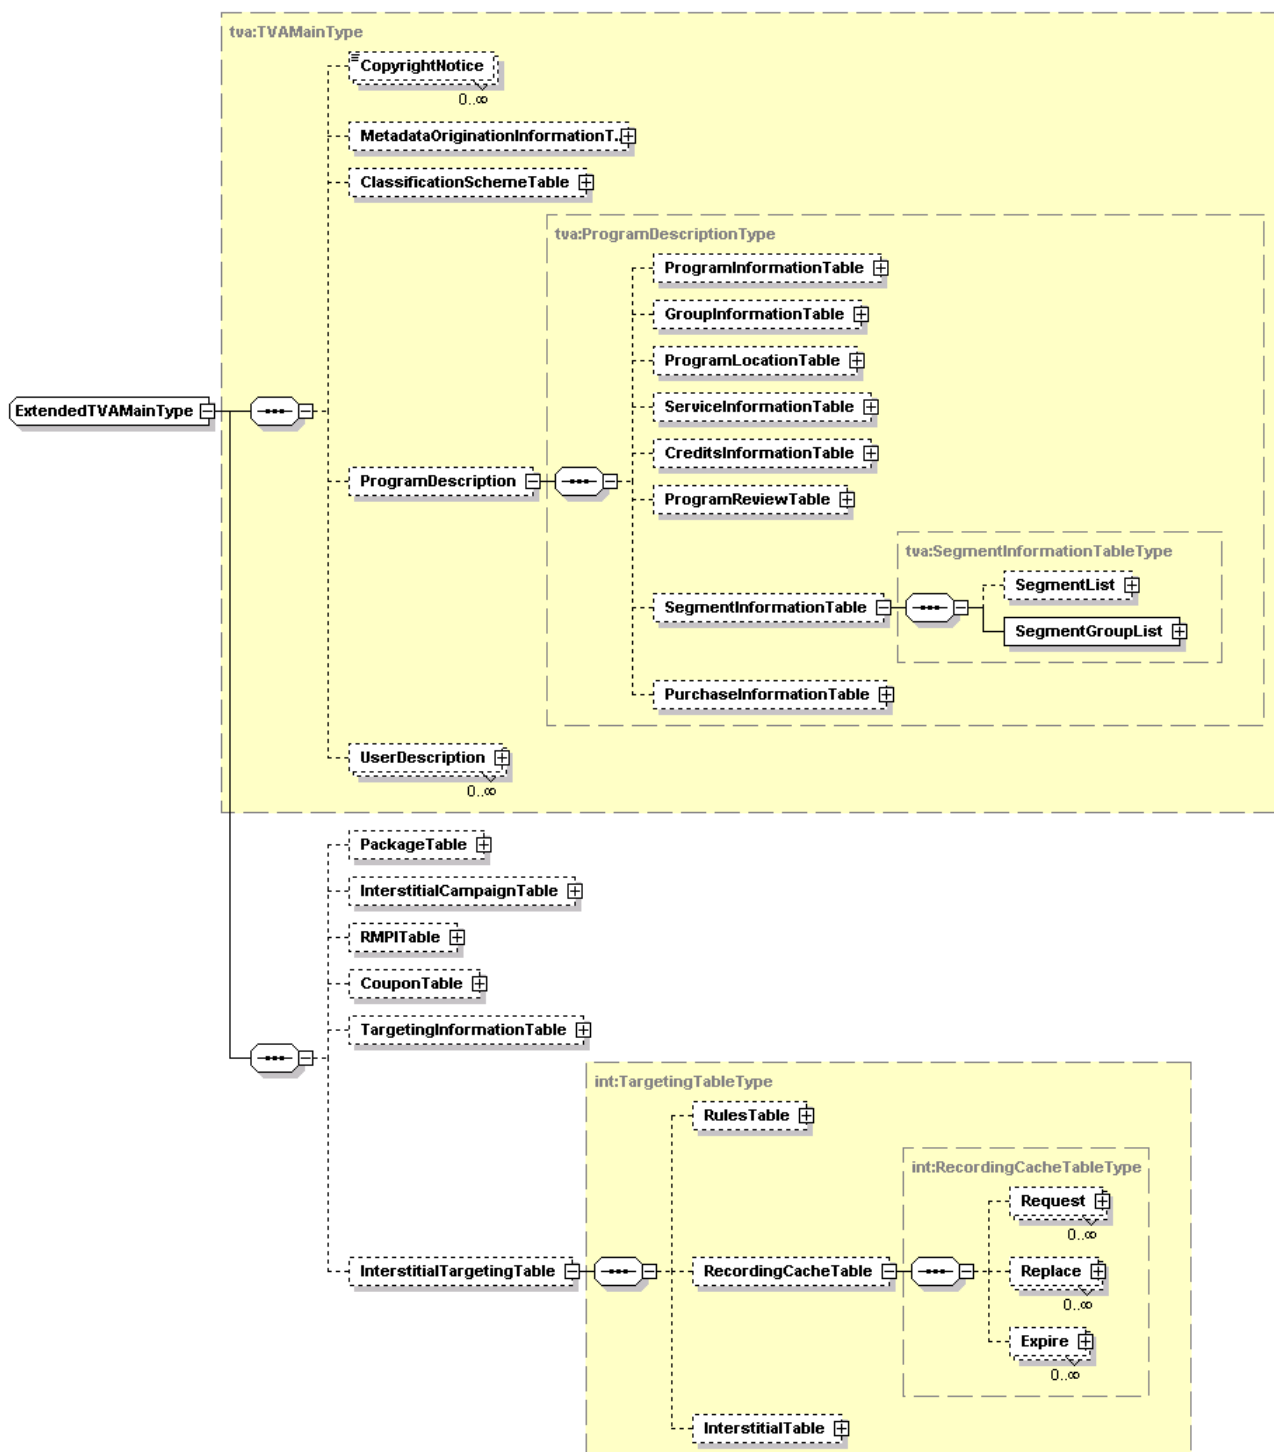 tva:TVAMainType
CopyrightNotice
0..∞
MetadataOriginationInformationT..
ClassificationSchemeTable
tva:ProgramDescriptionType
ProgramInformationTable
GroupInformationTable
ProgramLocationTable
ExtendedTVAMainType
ServiceInformationTable
CreditsInformationTable
ProgramDescription
ProgramReviewTable
tva:SegmentInformationTableType
SegmentList
SegmentInformationTable
SegmentGroupList
PurchaseInformationTable
UserDescription
0..∞
PackageTable
InterstitialCampaignTable
RMPITable
CouponTable
TargetingInformationTable
int:TargetingTableType
RulesTable
int:RecordingCacheTableType
Request
0..∞
InterstitialTargetingTable
RecordingCacheTable
Replace
0..∞
Expire
0..∞
InterstitialTable